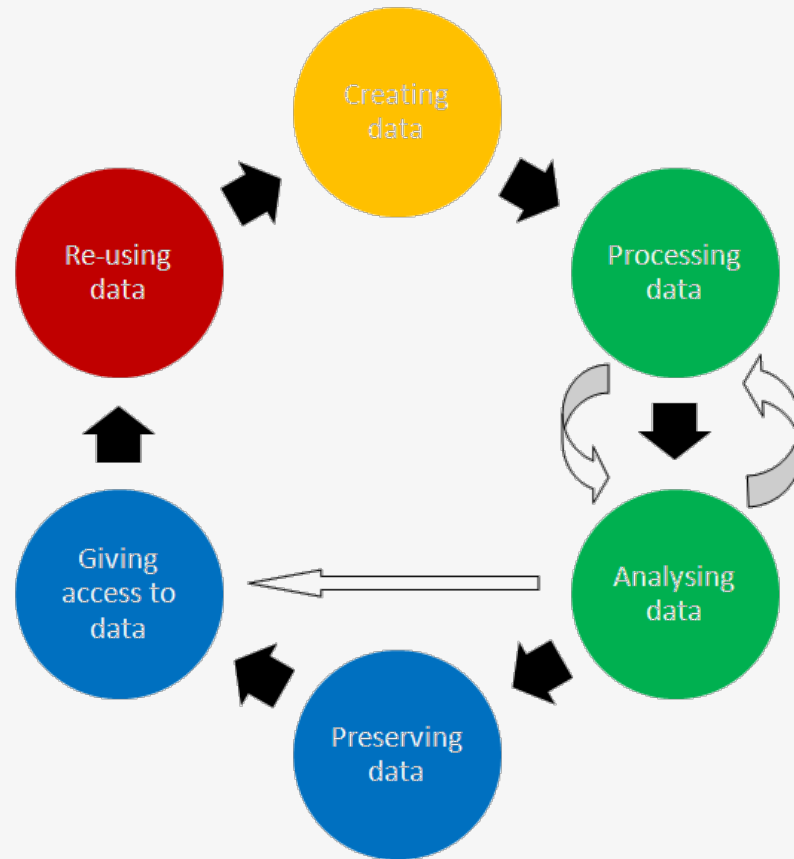 Creating
data
Processing
data
Analysing
data
Preserving
data
Giving
access to
data
Re-using
data